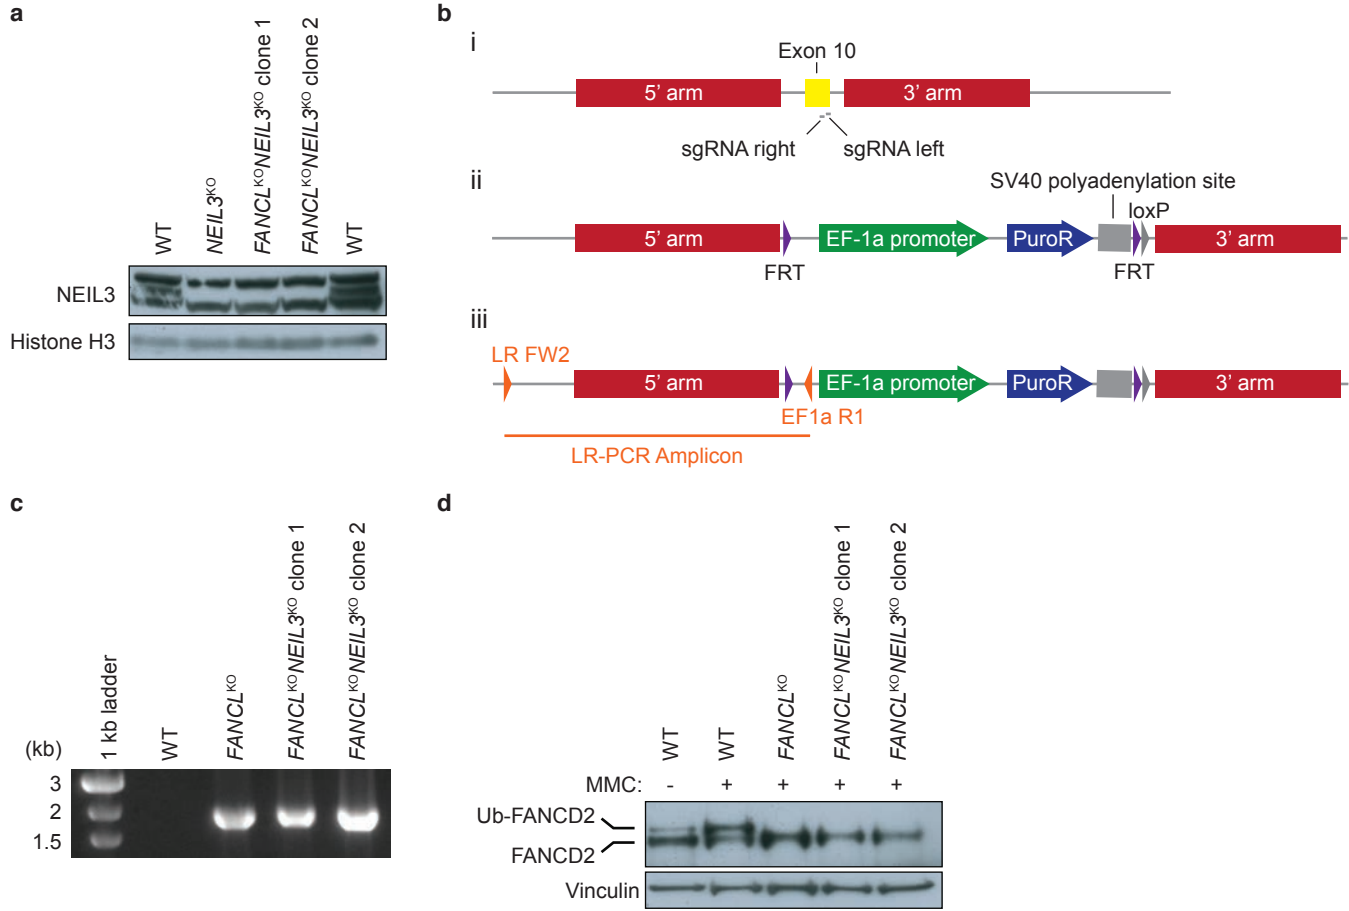 a
WT
NEIL3KO
FANCLKONEIL3KO clone 1
FANCLKONEIL3KO clone 2
WT
NEIL3
Histone H3
b
i
Exon 10
5’ arm
3’ arm
sgRNA right
sgRNA left
ii
SV40 polyadenylation site
loxP
5’ arm
EF-1a promoter
PuroR
3’ arm
FRT
FRT
iii
LR FW2
5’ arm
EF-1a promoter
PuroR
3’ arm
EF1a R1
LR-PCR Amplicon
c
(kb)
1 kb ladder
WT
FANCLKO
FANCLKONEIL3KO clone 1
FANCLKONEIL3KO clone 2
3
2
1.5
d
WT
WT
FANCLKO
FANCLKONEIL3KO clone 1
FANCLKONEIL3KO clone 2
MMC: - + + + +
Ub-FANCD2
FANCD2
Vinculin